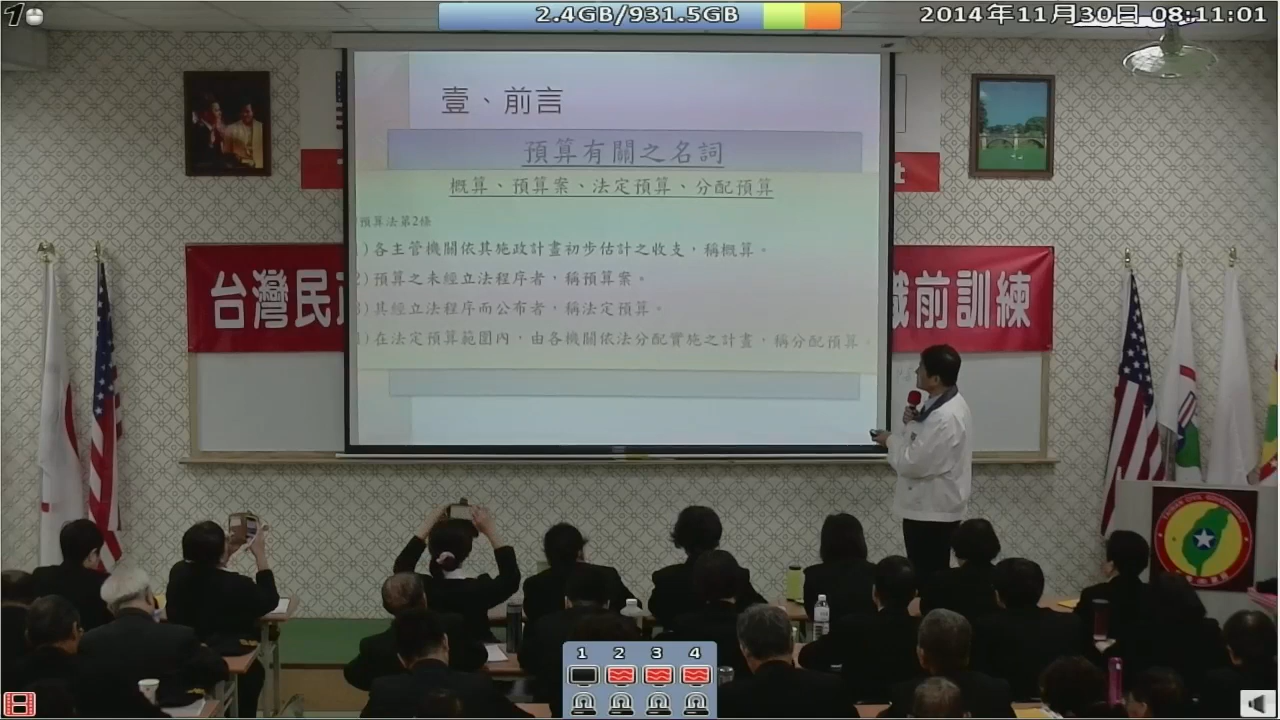 1
2.4GB/931.5GB
2014年11月30日 08:11:01
壹、前言
預算有關之名詞
概算、預算案、法定預算、分配預算
預算法第2條
)各主管機關依其施政計畫初步估計之收支，稱概算。
)預算之未經立法程序者，稱預算案。
)其經立法程序而公布者，稱法定預算。
)在法定預算範圍內，由各機關依法分配實施之計畫，稱分配預算。
台灣民
職前訓練
TAIWAN CIVIL GOVERNMENT
1 2 3 4